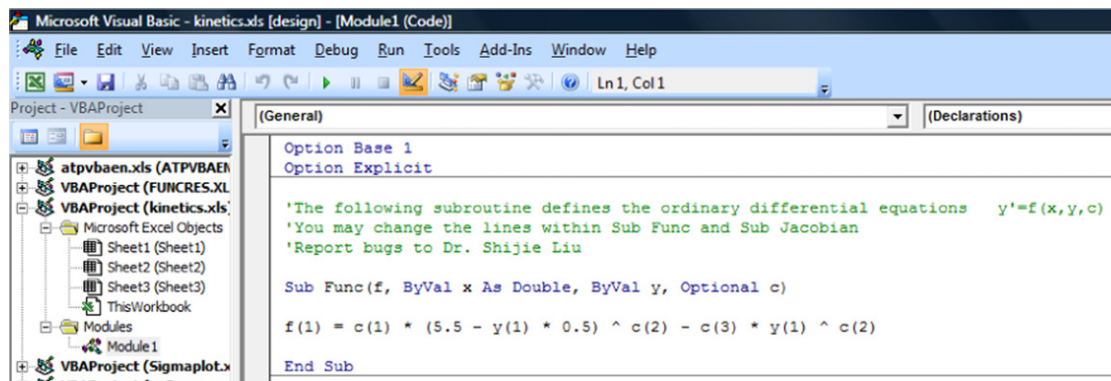 Microsoft Visual Basic - kinetics.xls [design] - [Module1 (Code)]
File Edit View Insert Format Debug Run Tools Add-Ins Window Help
Ln 1, Col 1
Project - VBAProject
(General) (Declarations)
atpvbaen.xls (ATPVBAEN
VBAProject (FUNCRES.XL
VBAProject (kinetics.xls)
Microsoft Excel Objects
Sheet1 (Sheet1)
Sheet2 (Sheet2)
Sheet3 (Sheet3)
ThisWorkbook
Modules
Module1
VBAProject (Sigmaplot.x
Option Base 1
Option Explicit
'The following subroutine defines the ordinary differential equations y'=f(x,y,c)
'You may change the lines within Sub Func and Sub Jacobian
'Report bugs to Dr. Shijie Liu
Sub Func(f, ByVal x As Double, ByVal y, Optional c)
f(1) = c(1) * (5.5 - y(1) * 0.5) ^ c(2) - c(3) * y(1) ^ c(2)
End Sub